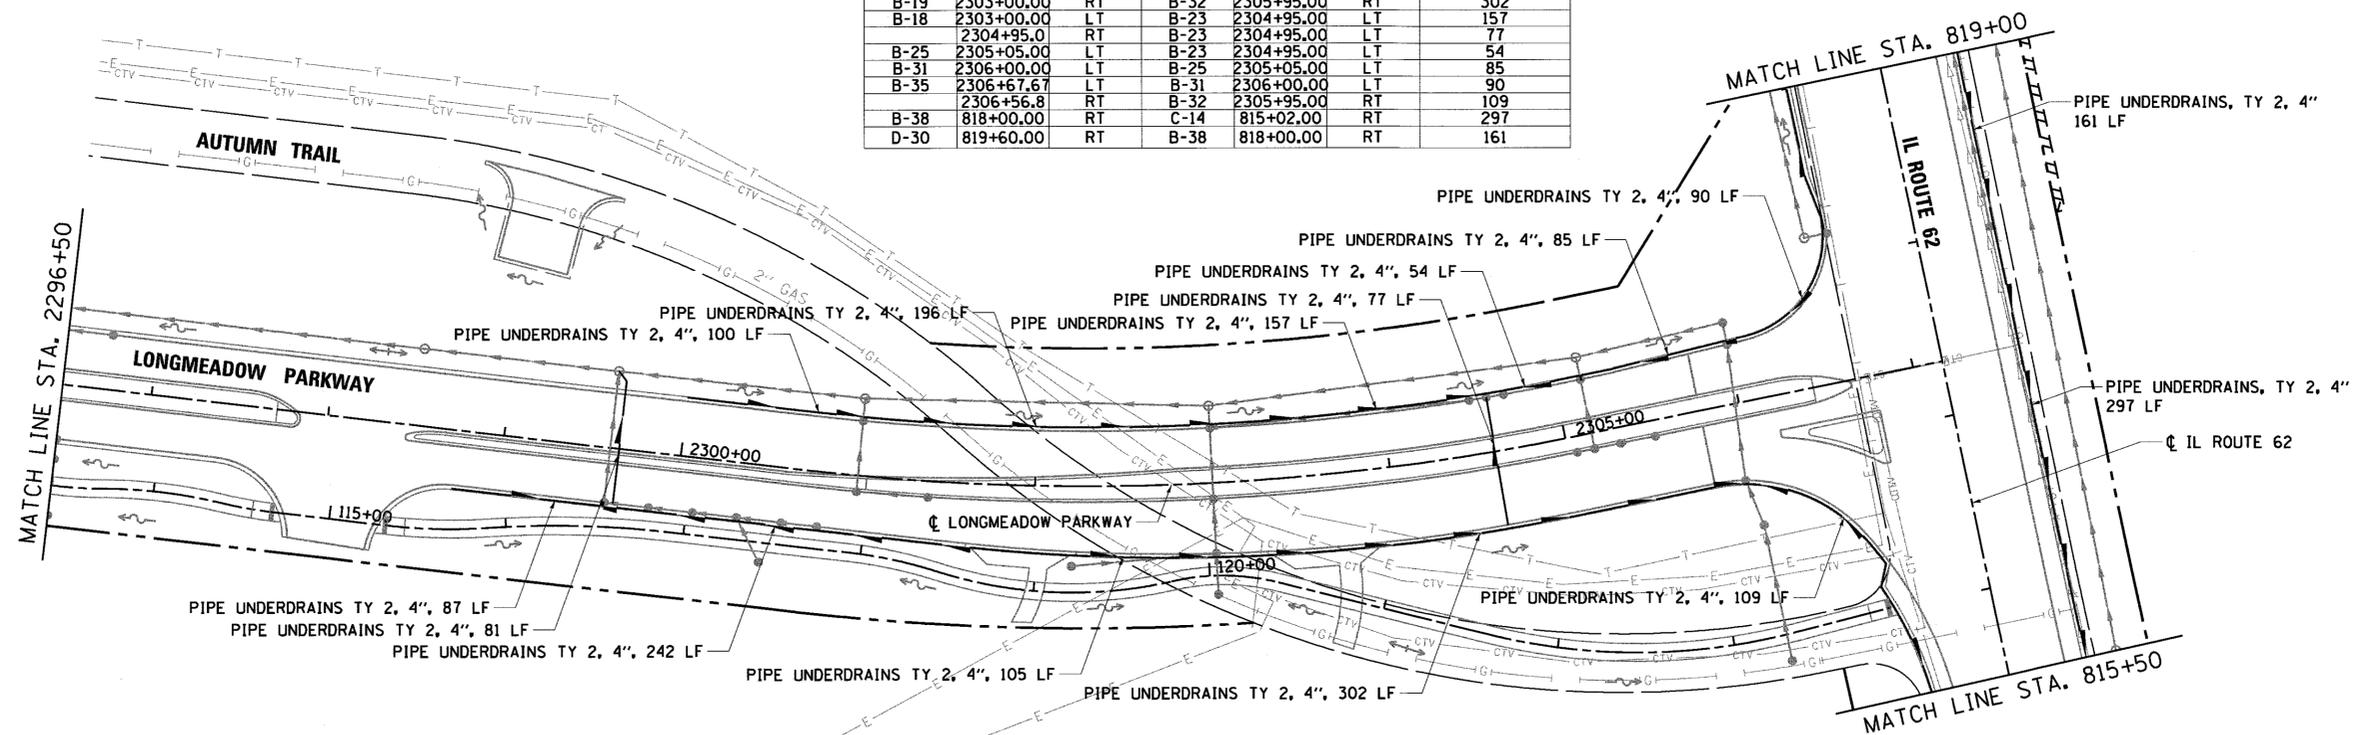 B-19 2303+00.00 RT B-32 2305+95.00 RT 302
B-18 2303+00.00 LT B-23 2304+95.00 LT 157
2304+95.0 RT B-23 2304+95.00 LT 77
B-25 2305+05.00 LT B-23 2304+95.00 LT 54
B-31 2306+00.00 LT B-25 2305+05.00 LT 85
B-35 2306+67.67 LT B-31 2306+00.00 LT 90
2306+56.8 RT B-32 2305+95.00 RT 109
B-38 818+00.00 RT C-14 815+02.00 RT 297
D-30 819+60.00 RT B-38 818+00.00 RT 161
MATCH LINE STA. 819+00
PIPE UNDERDRAINS, TY 2, 4"
161 LF
AUTUMN TRAIL
IL ROUTE 62
PIPE UNDERDRAINS TY 2, 4", 90 LF
PIPE UNDERDRAINS TY 2, 4", 85 LF
PIPE UNDERDRAINS TY 2, 4", 54 LF
2" GAS
PIPE UNDERDRAINS TY 2, 4", 77 LF
PIPE UNDERDRAINS TY 2, 4", 196 LF
PIPE UNDERDRAINS TY 2, 4", 157 LF
PIPE UNDERDRAINS TY 2, 4", 100 LF
MATCH LINE STA. 2296+50
LONGMEADOW PARKWAY
PIPE UNDERDRAINS, TY 2, 4"
297 LF
2305+00
℄ IL ROUTE 62
2300+00
115+00
℄ LONGMEADOW PARKWAY
120+00
PIPE UNDERDRAINS TY 2, 4", 87 LF
PIPE UNDERDRAINS TY 2, 4", 109 LF
PIPE UNDERDRAINS TY 2, 4", 81 LF
PIPE UNDERDRAINS TY 2, 4", 242 LF
PIPE UNDERDRAINS TY 2, 4", 105 LF
PIPE UNDERDRAINS TY 2, 4", 302 LF
MATCH LINE STA. 815+50